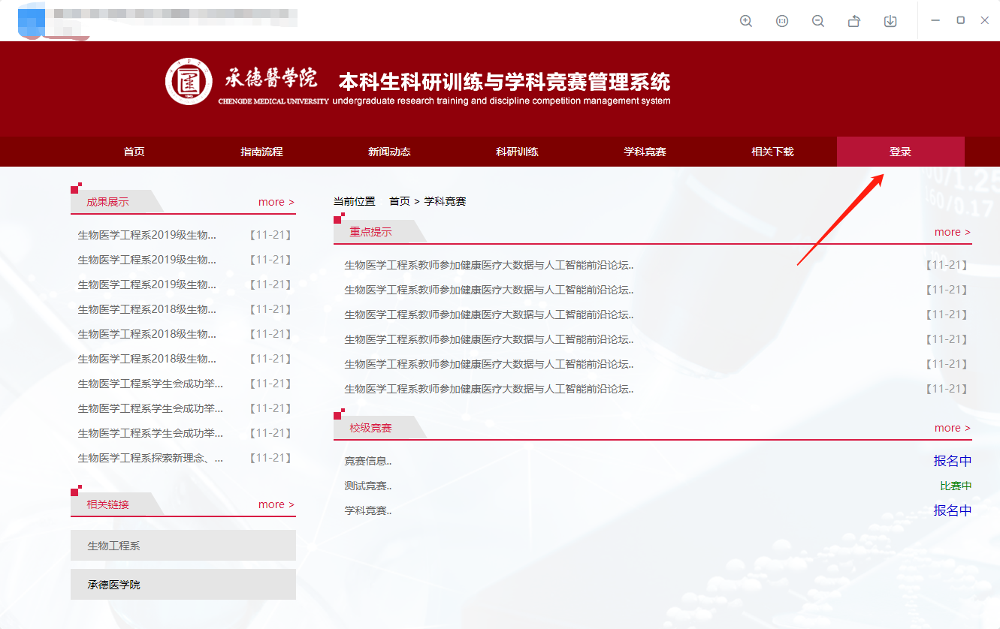 承德醫学院
CHENGDE MEDICAL UNIVERSITY
本科生科研训练与学科竞赛管理系统
undergraduate research training and discipline competition management system
首页
指南流程
新闻动态
科研训练
学科竞赛
相关下载
登录
成果展示
more >
生物医学工程系2019级生物... 【11-21】
生物医学工程系2019级生物... 【11-21】
生物医学工程系2019级生物... 【11-21】
生物医学工程系2018级生物... 【11-21】
生物医学工程系2018级生物... 【11-21】
生物医学工程系2018级生物... 【11-21】
生物医学工程系学生会成功举... 【11-21】
生物医学工程系学生会成功举... 【11-21】
生物医学工程系学生会成功举... 【11-21】
生物医学工程系探索新理念、... 【11-21】
相关链接
more >
生物工程系
承德医学院
当前位置 首页 > 学科竞赛
重点提示
more >
生物医学工程系教师参加健康医疗大数据与人工智能前沿论坛.. 【11-21】
生物医学工程系教师参加健康医疗大数据与人工智能前沿论坛.. 【11-21】
生物医学工程系教师参加健康医疗大数据与人工智能前沿论坛.. 【11-21】
生物医学工程系教师参加健康医疗大数据与人工智能前沿论坛.. 【11-21】
生物医学工程系教师参加健康医疗大数据与人工智能前沿论坛.. 【11-21】
生物医学工程系教师参加健康医疗大数据与人工智能前沿论坛.. 【11-21】
校级竞赛
more >
竞赛信息.. 报名中
测试竞赛.. 比赛中
学科竞赛.. 报名中